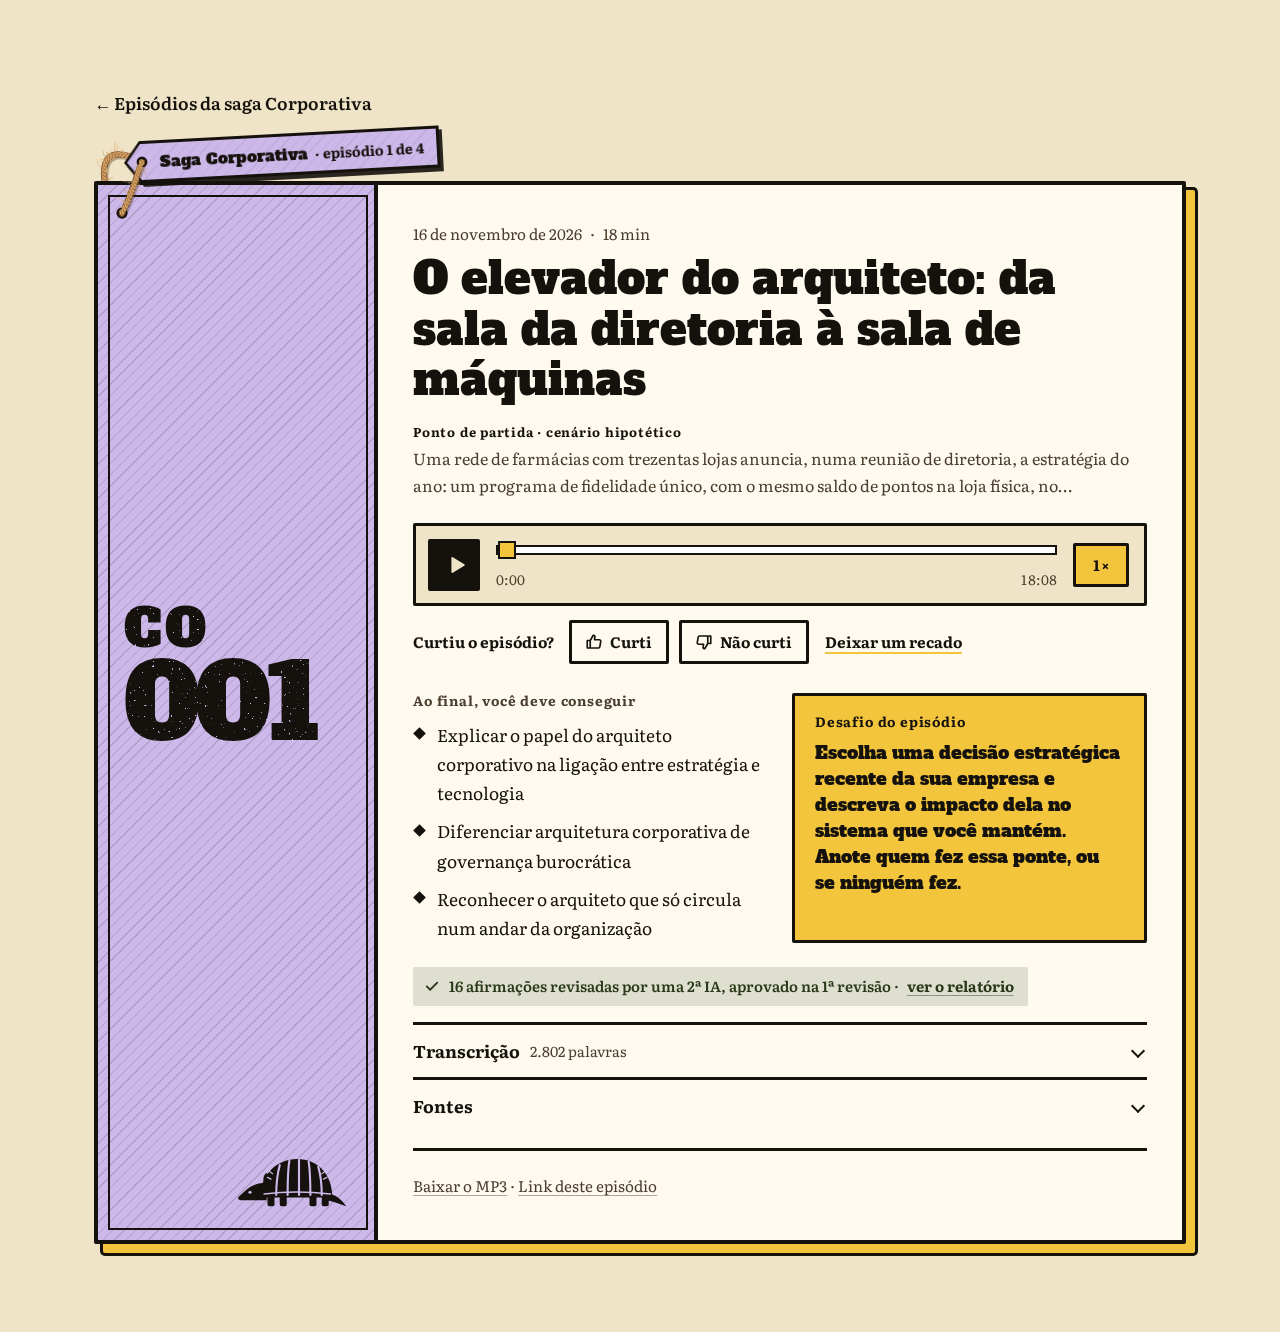 ← Episódios da saga Corporativa
Saga Corporativa · episódio 1 de 4
CO
001
16 de novembro de 2026 · 18 min
O elevador do arquiteto: da
sala da diretoria à sala de
máquinas
Ponto de partida · cenário hipotético
Uma rede de farmácias com trezentas lojas anuncia, numa reunião de diretoria, a estratégia do
ano: um programa de fidelidade único, com o mesmo saldo de pontos na loja física, no…
0:00 18:08
1×
Curtiu o episódio? Curti Não curti Deixar um recado
Ao final, você deve conseguir
Explicar o papel do arquiteto
corporativo na ligação entre estratégia e
tecnologia
Diferenciar arquitetura corporativa de
governança burocrática
Reconhecer o arquiteto que só circula
num andar da organização
Desafio do episódio
Escolha uma decisão estratégica
recente da sua empresa e
descreva o impacto dela no
sistema que você mantém.
Anote quem fez essa ponte, ou
se ninguém fez.
16 afirmações revisadas por uma 2ª IA, aprovado na 1ª revisão · ver o relatório
Transcrição 2.802 palavras
Fontes
Baixar o MP3 · Link deste episódio